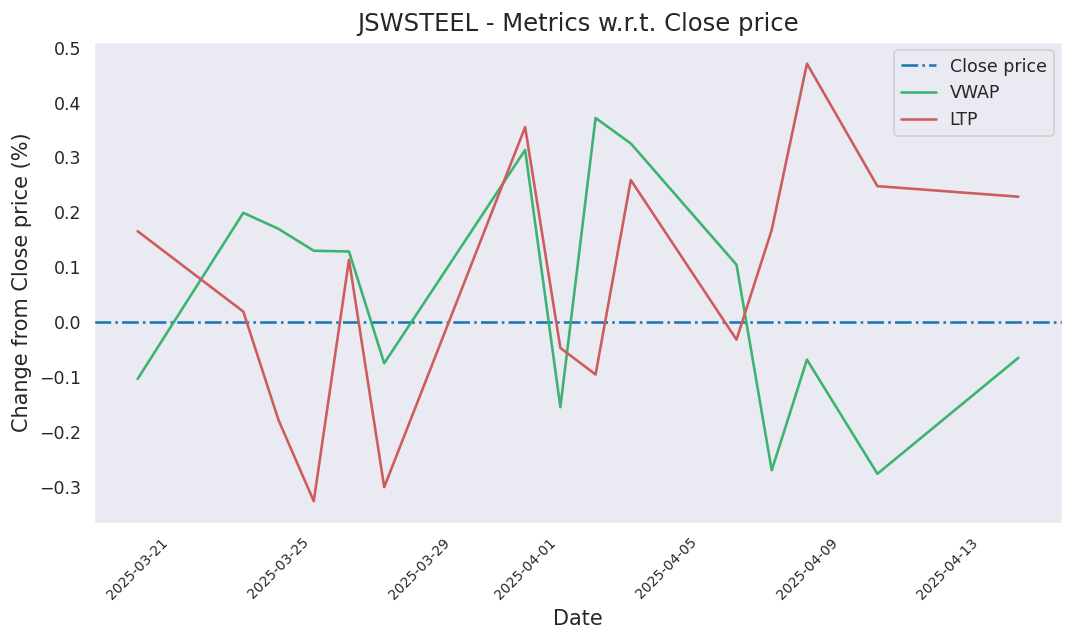 JSWSTEEL - Metrics w.r.t. Close price
Change from Close price (%)
0.5
0.4
0.3
0.2
0.1
0.0
−0.1
−0.2
−0.3
Close price
VWAP
LTP
2025-03-21
2025-03-25
2025-03-29
2025-04-01
2025-04-05
2025-04-09
2025-04-13
Date